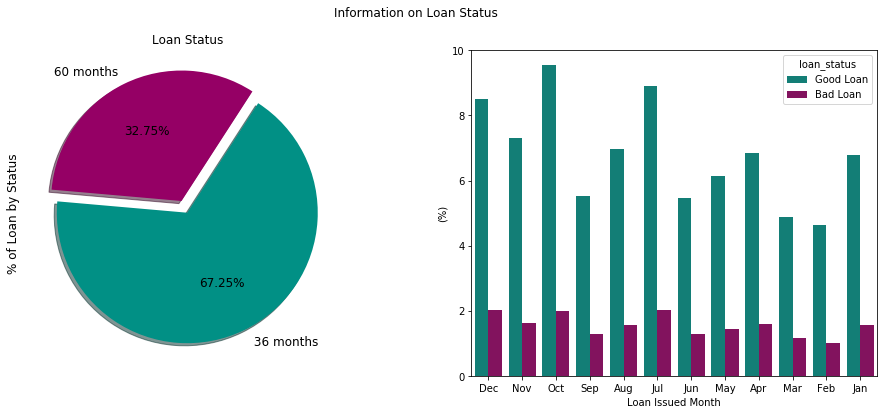 Information on Loan Status
Loan Status
60 months
32.75%
% of Loan by Status
67.25%
36 months
10
8
6
4
2
0
(%)
loan_status
Good Loan
Bad Loan
Dec Nov Oct Sep Aug Jul Jun May Apr Mar Feb Jan
Loan Issued Month